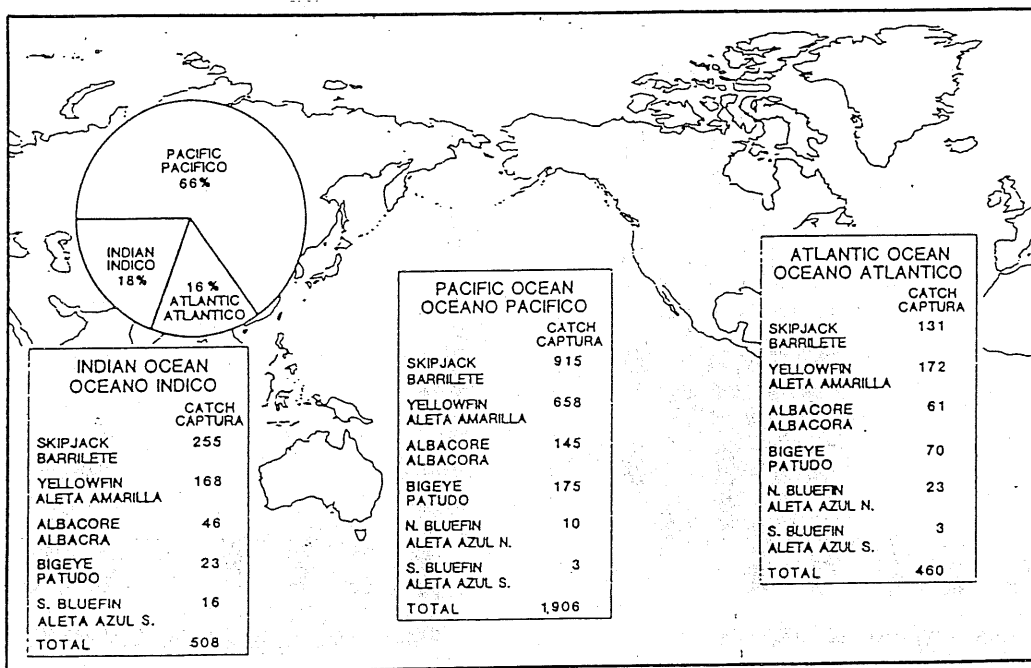 PACIFIC
PACIFICO
66%
INDIAN
INDICO
18%
16%
ATLANTIC
ATLANTICO
INDIAN OCEAN
OCEANO INDICO
CATCH
CAPTURA
SKIPJACK 255
BARRILETE
YELLOWFIN 168
ALETA AMARILLA
ALBACORE 46
ALBACRA
BIGEYE 23
PATUDO
S. BLUEFIN 16
ALETA AZUL S.
TOTAL 508
PACIFIC OCEAN
OCEANO PACIFICO
CATCH
CAPTURA
SKIPJACK 915
BARRILETE
YELLOWFIN 658
ALETA AMARILLA
ALBACORE 145
ALBACORA
BIGEYE 175
PATUDO
N. BLUEFIN 10
ALETA AZUL N.
S. BLUEFIN 3
ALETA AZUL S.
TOTAL 1,906
ATLANTIC OCEAN
OCEANO ATLANTICO
CATCH
CAPTURA
SKIPJACK 131
BARRILETE
YELLOWFIN 172
ALETA AMARILLA
ALBACORE 61
ALBACORA
BIGEYE 70
PATUDO
N. BLUEFIN 23
ALETA AZUL N.
S. BLUEFIN 3
ALETA AZUL S.
TOTAL 460